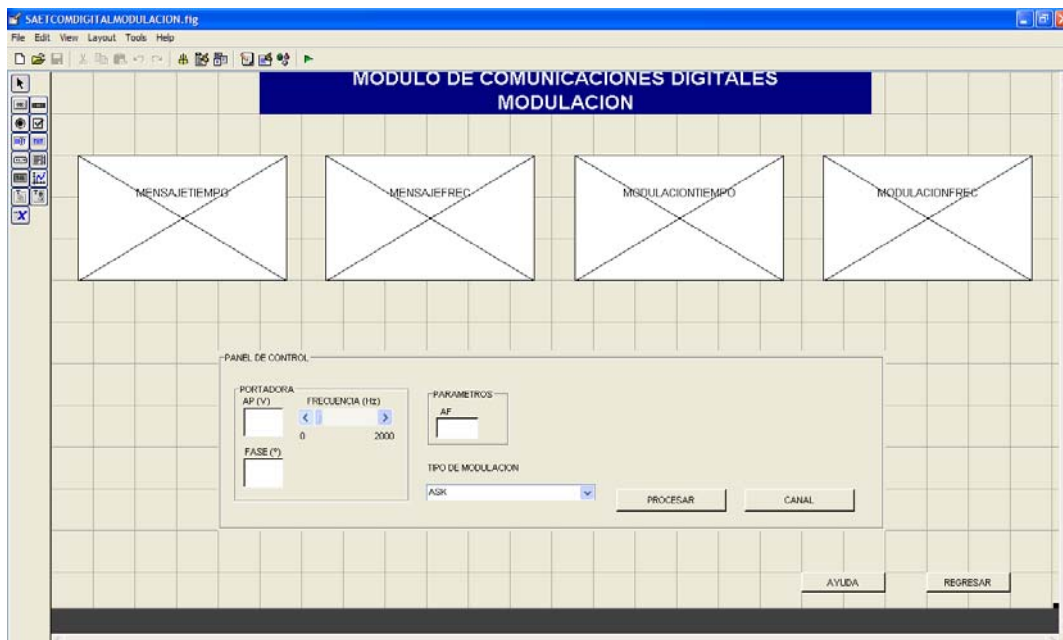 SAETCOMDIGITALMODULACION.fig
File Edit View Layout Tools Help
MODULO DE COMUNICACIONES DIGITALES
MODULACION
MENSAJETIEMPO MENSAJEFREC MODULACIONTIEMPO MODULACIONFREC
PANEL DE CONTROL
PORTADORA
AP (V) FRECUENCIA (Hz)
0 2000
FASE (º)
PARAMETROS
AF
TIPO DE MODULACION
ASK
PROCESAR CANAL
AYUDA REGRESAR